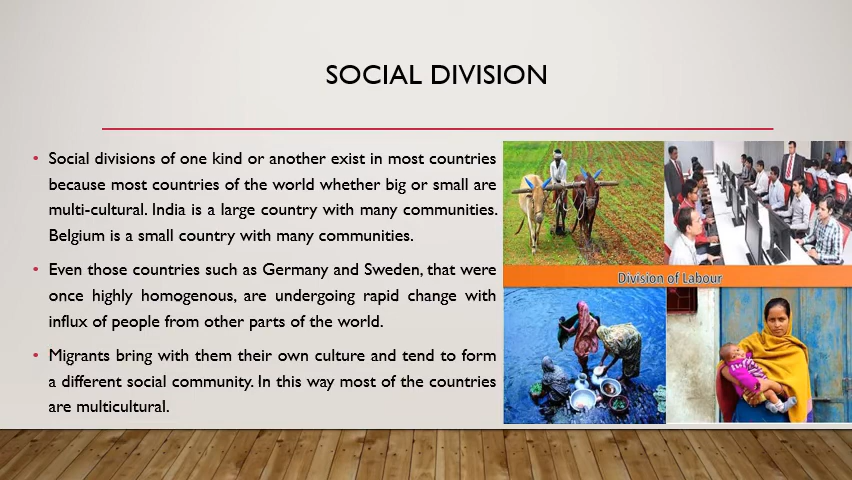 SOCIAL DIVISION
• Social divisions of one kind or another exist in most countries
because most countries of the world whether big or small are
multi-cultural. India is a large country with many communities.
Belgium is a small country with many communities.
• Even those countries such as Germany and Sweden, that were
once highly homogenous, are undergoing rapid change with
influx of people from other parts of the world.
• Migrants bring with them their own culture and tend to form
a different social community. In this way most of the countries
are multicultural.
Division of Labour